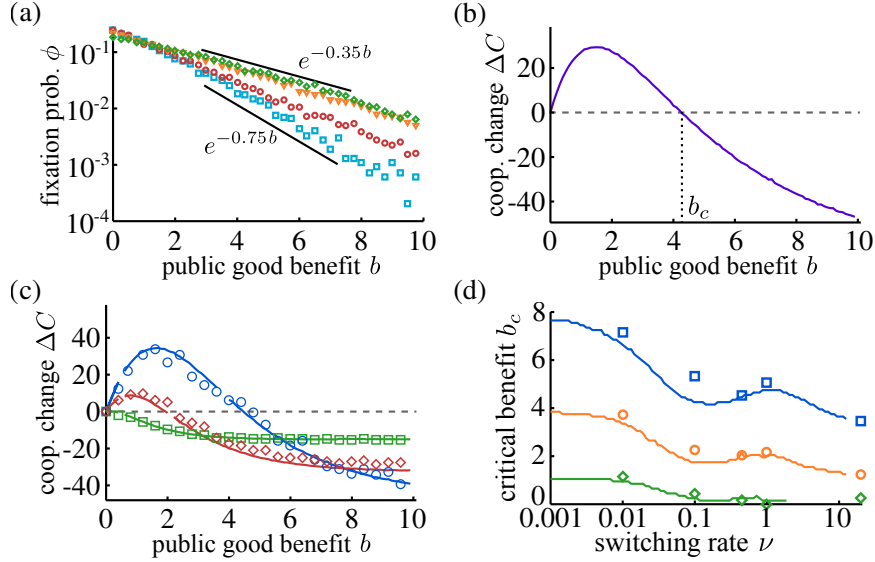 (a)
fixation prob. ϕ
10⁻¹
10⁻²
10⁻³
10⁻⁴
e⁻⁰·³⁵ᵇ
e⁻⁰·⁷⁵ᵇ
0 2 4 6 8 10
public good benefit b
(b)
coop. change ΔC
20
0
-20
-40
b_c
0 2 4 6 8 10
public good benefit b
(c)
coop. change ΔC
40
20
0
-20
-40
0 2 4 6 8 10
public good benefit b
(d)
critical benefit b_c
8
6
4
2
0
0.001 0.01 0.1 1 10
switching rate ν